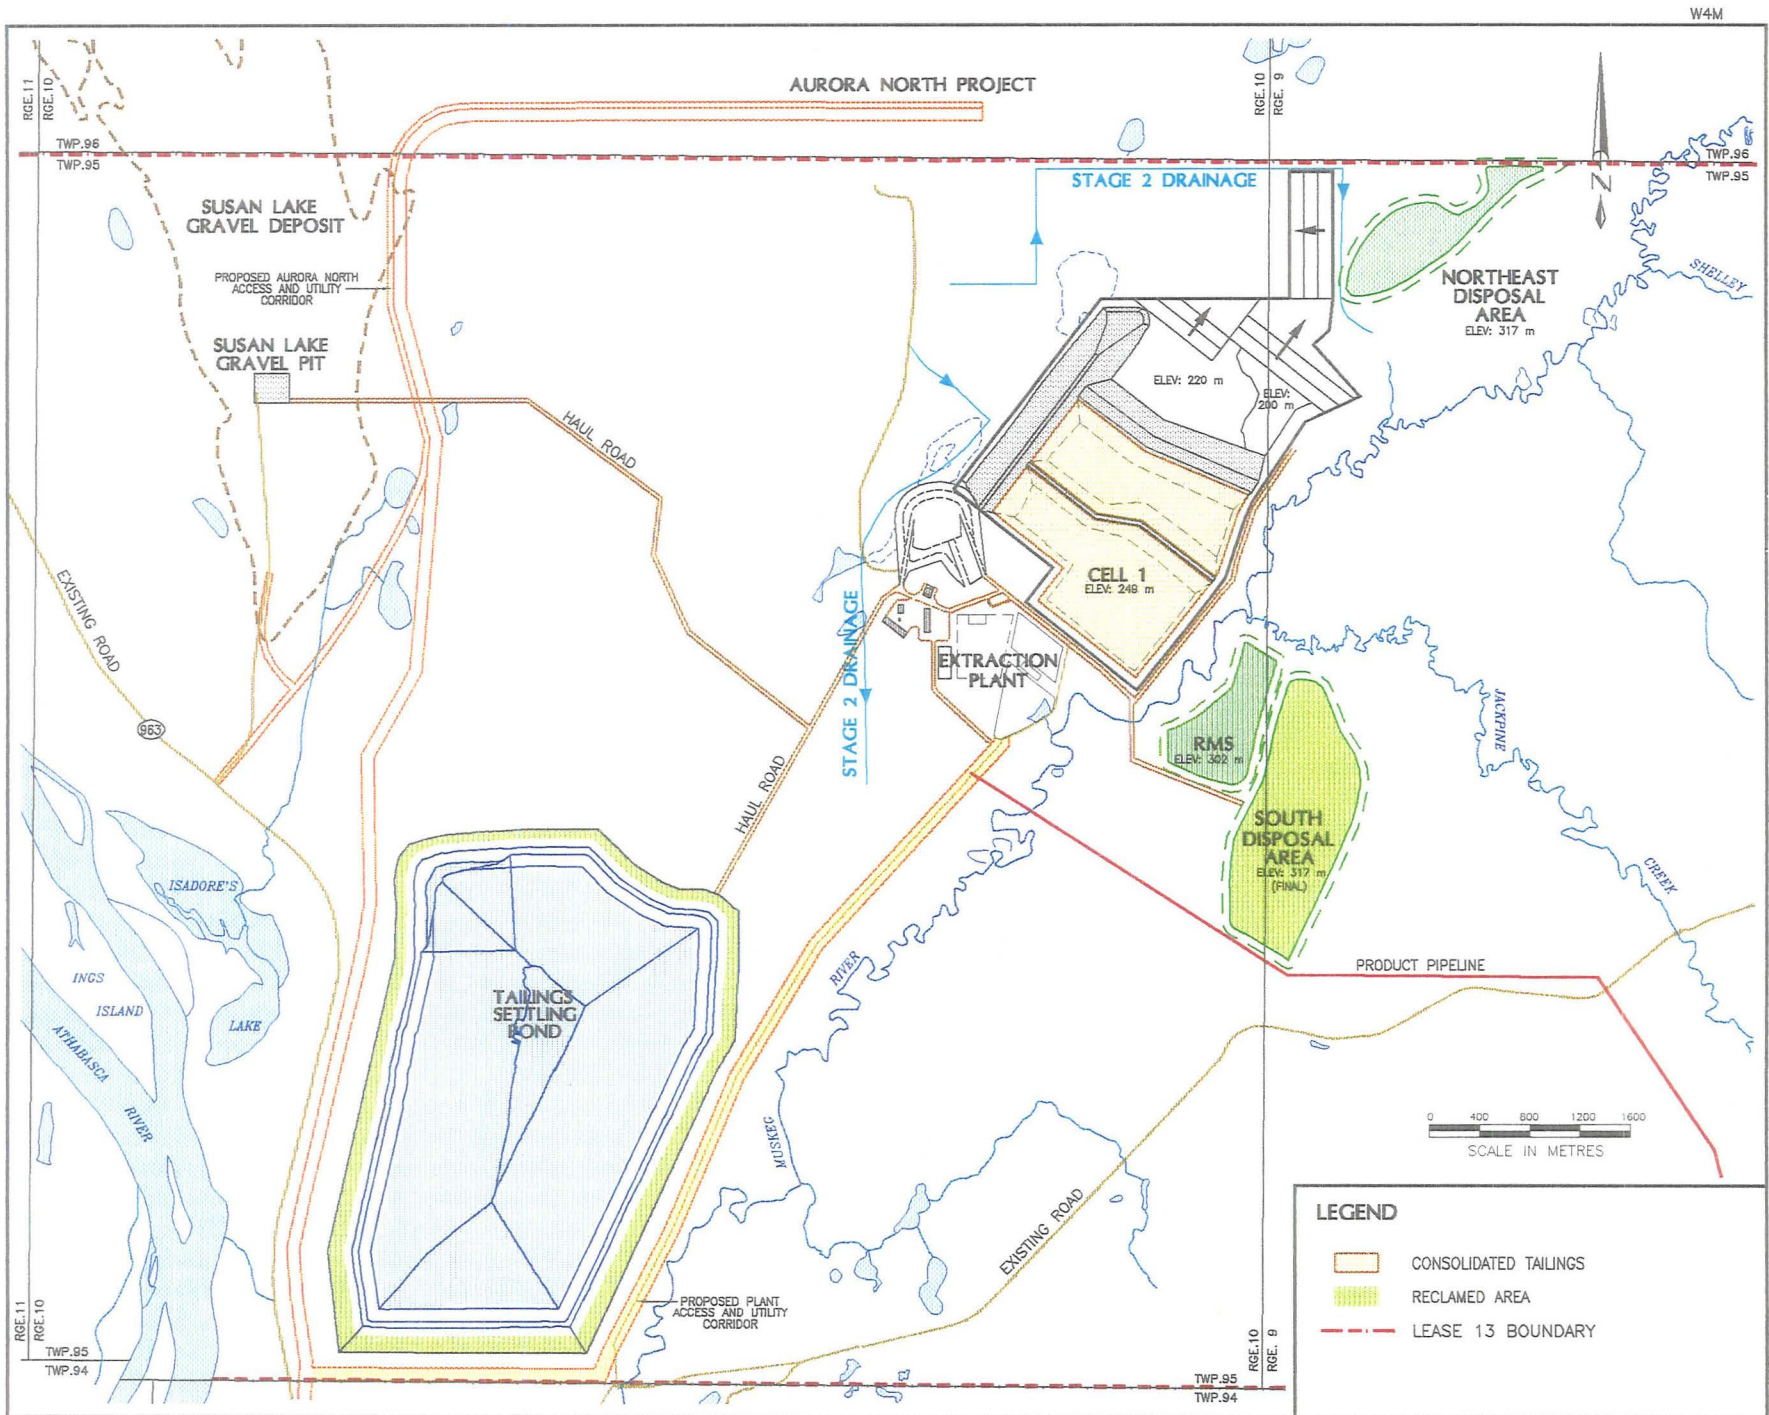 W4M
RGE.11
RGE.10
AURORA NORTH PROJECT
RGE.10
RGE. 9
TWP.96
TWP.95
TWP.96
TWP.95
STAGE 2 DRAINAGE
N
SUSAN LAKE
GRAVEL DEPOSIT
PROPOSED AURORA NORTH
ACCESS AND UTILITY
CORRIDOR
SHELLEY
NORTHEAST
DISPOSAL
AREA
ELEV: 317 m
SUSAN LAKE
GRAVEL PIT
ELEV: 220 m
ELEV:
200 m
HAUL ROAD
EXISTING ROAD
CELL 1
ELEV: 249 m
STAGE 2 DRAINAGE
EXTRACTION
PLANT
963
JACKPINE
RMS
ELEV: 302 m
HAUL ROAD
SOUTH
DISPOSAL
AREA
ELEV: 317 m
(FINAL)
CREEK
ISADORE'S
LAKE
INGS
ISLAND
RIVER
PRODUCT PIPELINE
TAILINGS
SETTLING
POND
ATHABASCA
RIVER
MUSKEG
0 400 800 1200 1600
SCALE IN METRES
EXISTING ROAD
PROPOSED PLANT
ACCESS AND UTILITY
CORRIDOR
LEGEND
CONSOLIDATED TAILINGS
RECLAMED AREA
LEASE 13 BOUNDARY
RGE.11
RGE.10
TWP.95
TWP.94
RGE.10
RGE. 9
TWP.95
TWP.94